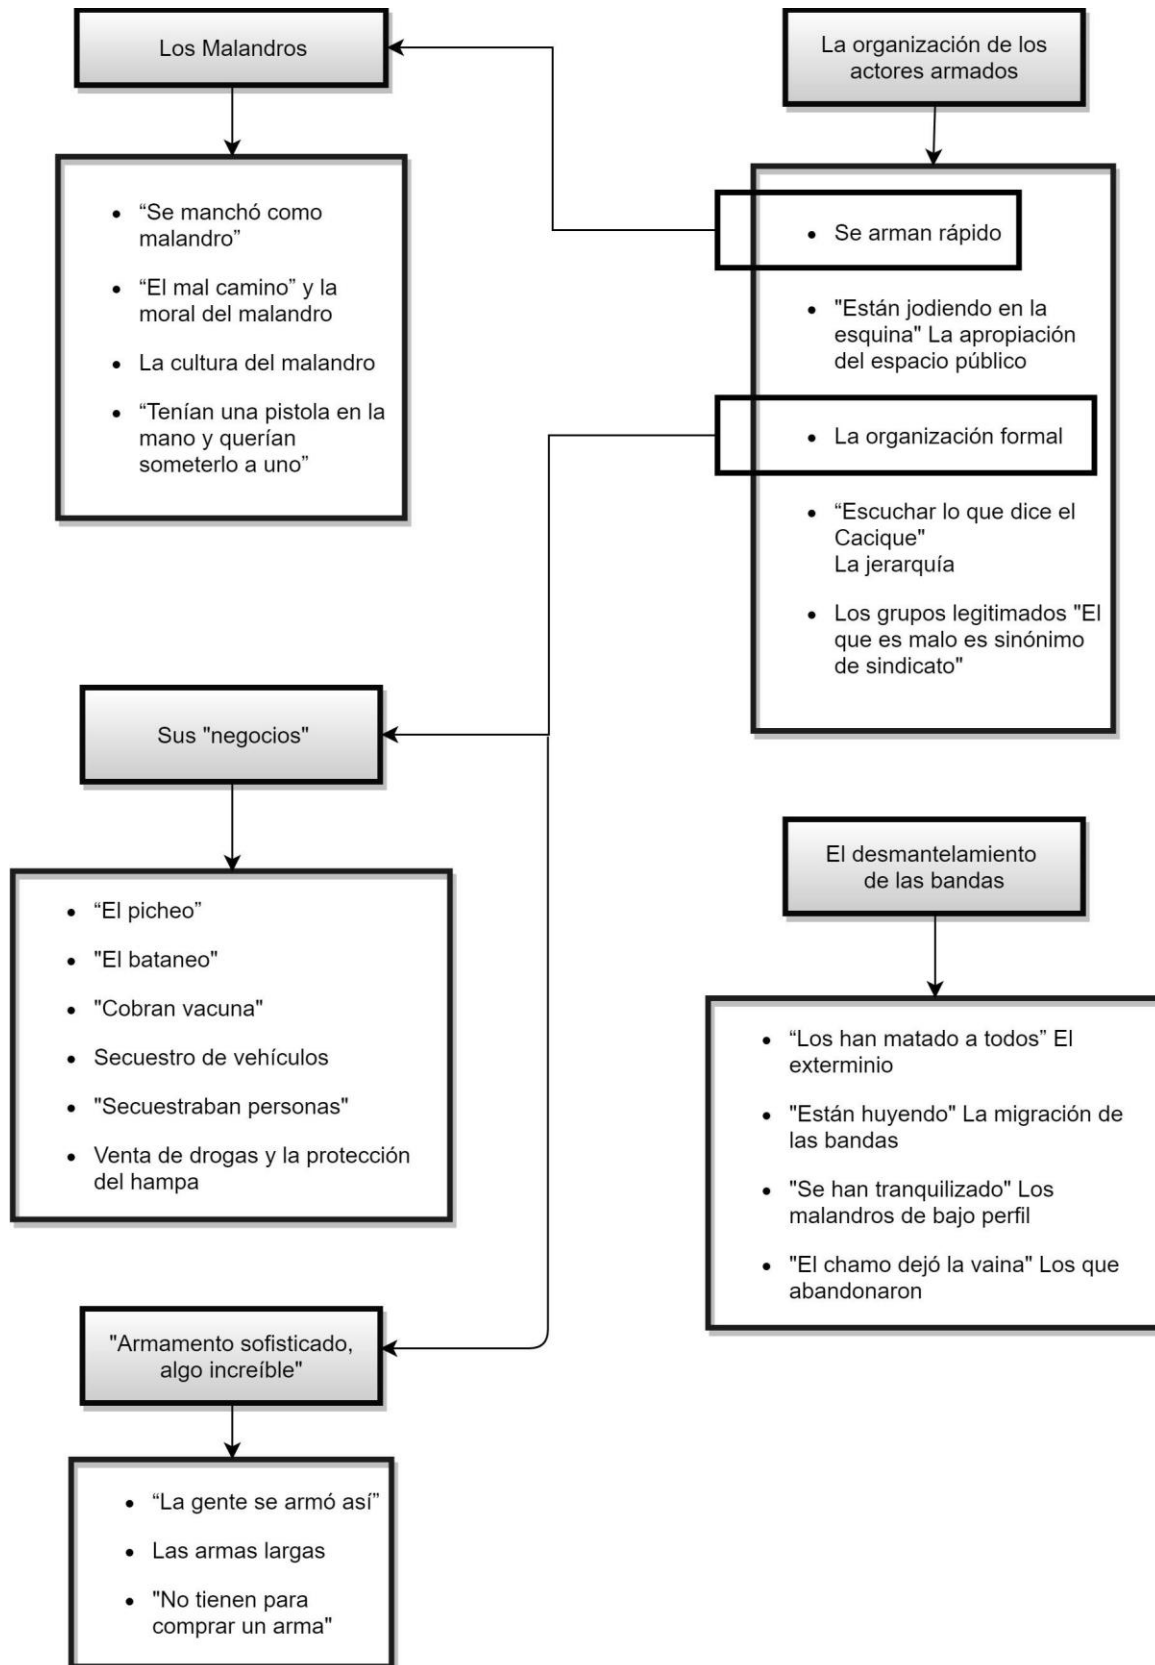 Los Malandros
• “Se manchó como
malandro”
• “El mal camino” y la
moral del malandro
• La cultura del malandro
• “Tenían una pistola en la
mano y querían
someterlo a uno”
La organización de los
actores armados
• Se arman rápido
• "Están jodiendo en la
esquina" La apropiación
del espacio público
• La organización formal
• “Escuchar lo que dice el
Cacique"
La jerarquía
• Los grupos legitimados "El
que es malo es sinónimo
de sindicato"
Sus "negocios"
• “El picheo”
• "El bataneo"
• "Cobran vacuna"
• Secuestro de vehículos
• "Secuestraban personas"
• Venta de drogas y la protección
del hampa
El desmantelamiento
de las bandas
• “Los han matado a todos” El
exterminio
• "Están huyendo" La migración de
las bandas
• "Se han tranquilizado" Los
malandros de bajo perfil
• "El chamo dejó la vaina" Los que
abandonaron
"Armamento sofisticado,
algo increíble"
• “La gente se armó así”
• Las armas largas
• "No tienen para
comprar un arma"